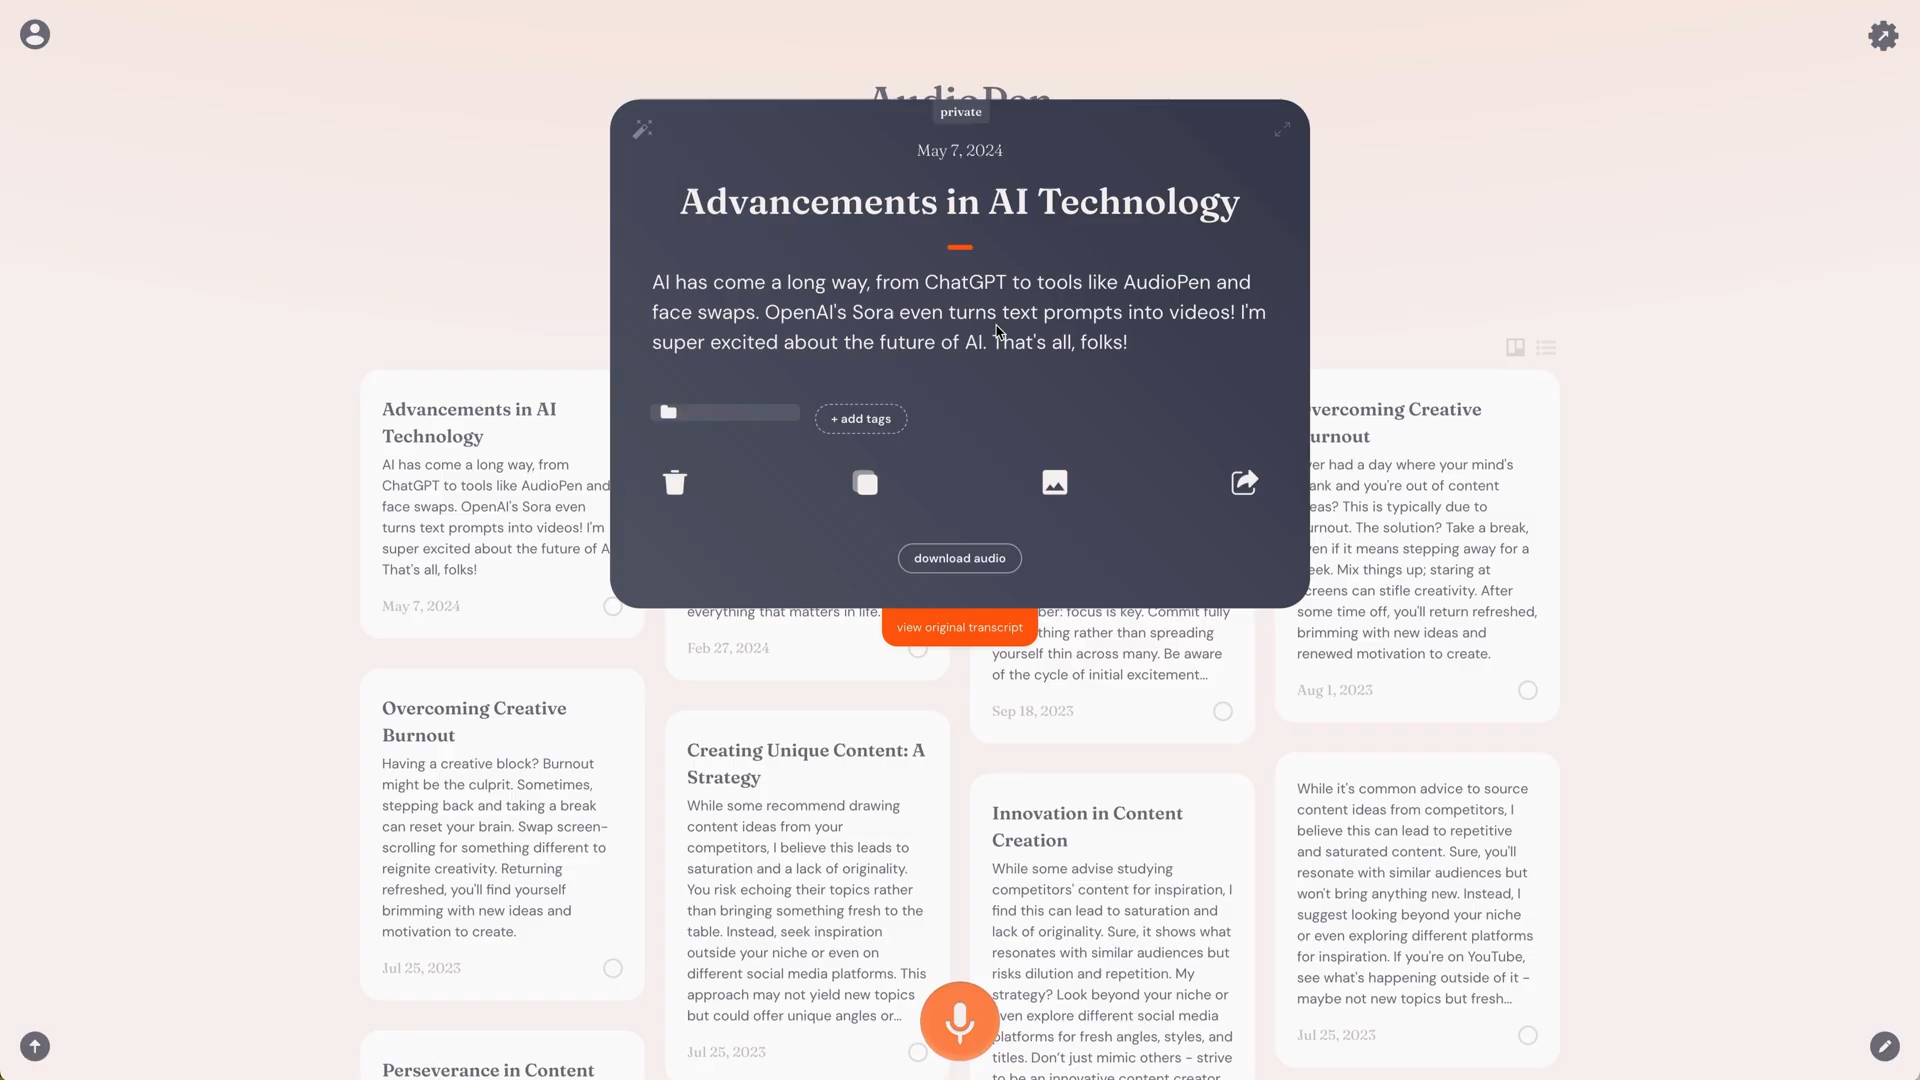 AudioPen
private
May 7, 2024
Advancements in AI Technology
AI has come a long way, from ChatGPT to tools like AudioPen and
face swaps. OpenAI's Sora even turns text prompts into videos! I'm
super excited about the future of AI. That's all, folks!
+ add tags
download audio
view original transcript
Advancements in AI
Technology
AI has come a long way, from
ChatGPT to tools like AudioPen and
face swaps. OpenAI's Sora even
turns text prompts into videos! I'm
super excited about the future of A
That's all, folks!
May 7, 2024
Overcoming Creative
Burnout
Having a creative block? Burnout
might be the culprit. Sometimes,
stepping back and taking a break
can reset your brain. Swap screen-
scrolling for something different to
reignite creativity. Returning
refreshed, you'll find yourself
brimming with new ideas and
motivation to create.
Jul 25, 2023
Perseverance in Content
everything that matters in life.
Feb 27, 2024
Creating Unique Content: A
Strategy
While some recommend drawing
content ideas from your
competitors, I believe this leads to
saturation and a lack of originality.
You risk echoing their topics rather
than bringing something fresh to the
table. Instead, seek inspiration
outside your niche or even on
different social media platforms. This
approach may not yield new topics
but could offer unique angles or...
Jul 25, 2023
ber: focus is key. Commit fully
thing rather than spreading
yourself thin across many. Be aware
of the cycle of initial excitement...
Sep 18, 2023
Innovation in Content
Creation
While some advise studying
competitors' content for inspiration, I
find this can lead to saturation and
lack of originality. Sure, it shows what
resonates with similar audiences but
risks dilution and repetition. My
strategy? Look beyond your niche or
even explore different social media
platforms for fresh angles, styles, and
titles. Don't just mimic others - strive
to be an innovative content creator
vercoming Creative
urnout
ver had a day where your mind's
ank and you're out of content
eas? This is typically due to
urnout. The solution? Take a break,
ven if it means stepping away for a
eek. Mix things up; staring at
creens can stifle creativity. After
some time off, you'll return refreshed,
brimming with new ideas and
renewed motivation to create.
Aug 1, 2023
While it's common advice to source
content ideas from competitors, I
believe this can lead to repetitive
and saturated content. Sure, you'll
resonate with similar audiences but
won't bring anything new. Instead, I
suggest looking beyond your niche
or even exploring different platforms
for inspiration. If you're on YouTube,
see what's happening outside of it -
maybe not new topics but fresh...
Jul 25, 2023